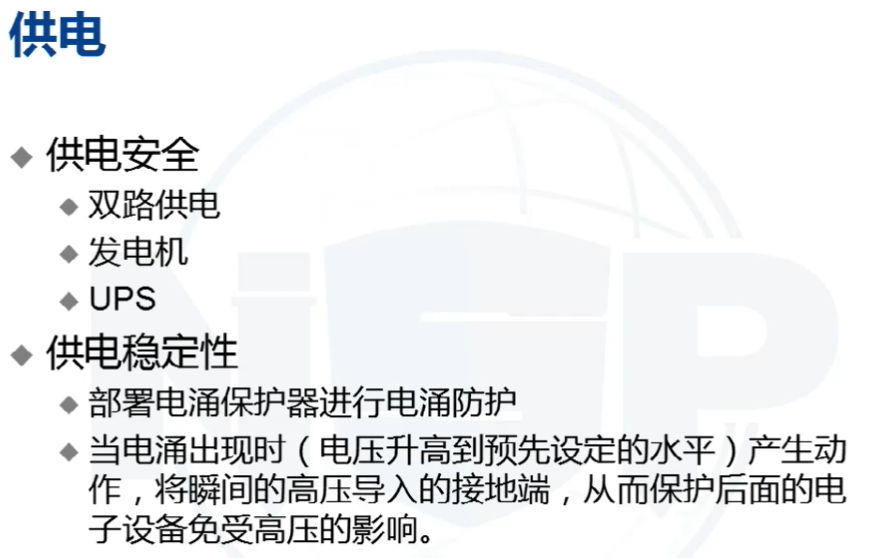 供电
供电安全
双路供电
发电机
UPS
供电稳定性
部署电涌保护器进行电涌防护
当电涌出现时（电压升高到预先设定的水平）产生动
作，将瞬间的高压导入的接地端，从而保护后面的电
子设备免受高压的影响。
NISP